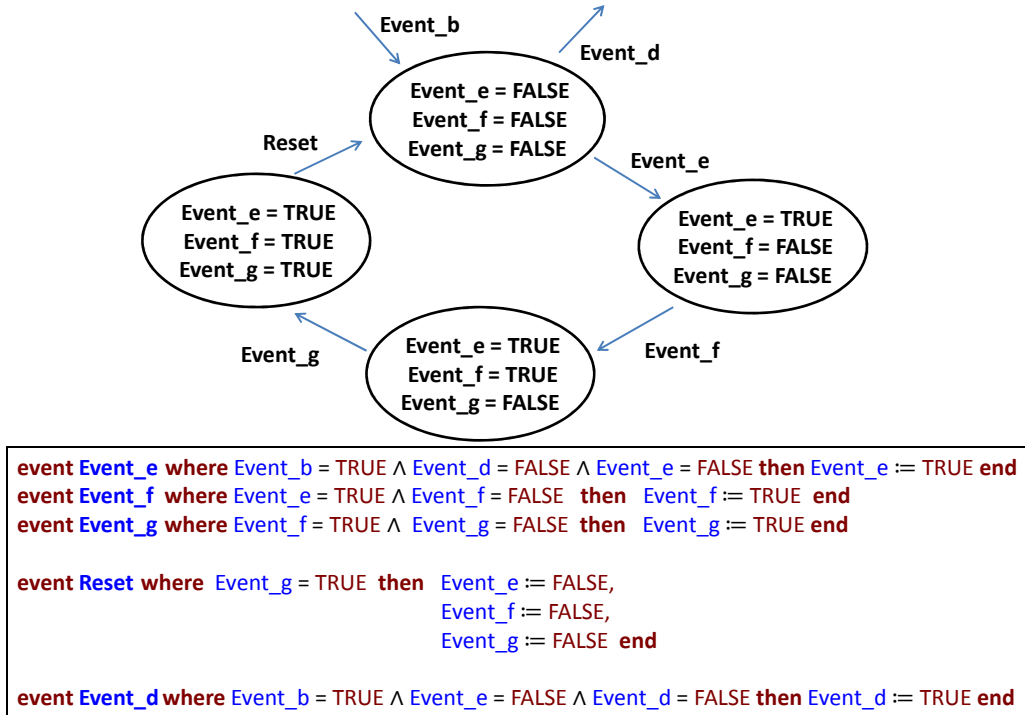 Event_b
Event_d
Event_e = FALSE
Event_f = FALSE
Event_g = FALSE
Reset
Event_e
Event_e = TRUE
Event_f = TRUE
Event_g = TRUE
Event_e = TRUE
Event_f = FALSE
Event_g = FALSE
Event_g
Event_e = TRUE
Event_f = TRUE
Event_g = FALSE
Event_f
event Event_e where Event_b = TRUE ∧ Event_d = FALSE ∧ Event_e = FALSE then Event_e ≔ TRUE end
event Event_f where Event_e = TRUE ∧ Event_f = FALSE then Event_f ≔ TRUE end
event Event_g where Event_f = TRUE ∧ Event_g = FALSE then Event_g ≔ TRUE end
event Reset where Event_g = TRUE then Event_e ≔ FALSE,
Event_f ≔ FALSE,
Event_g ≔ FALSE end
event Event_d where Event_b = TRUE ∧ Event_e = FALSE ∧ Event_d = FALSE then Event_d ≔ TRUE end